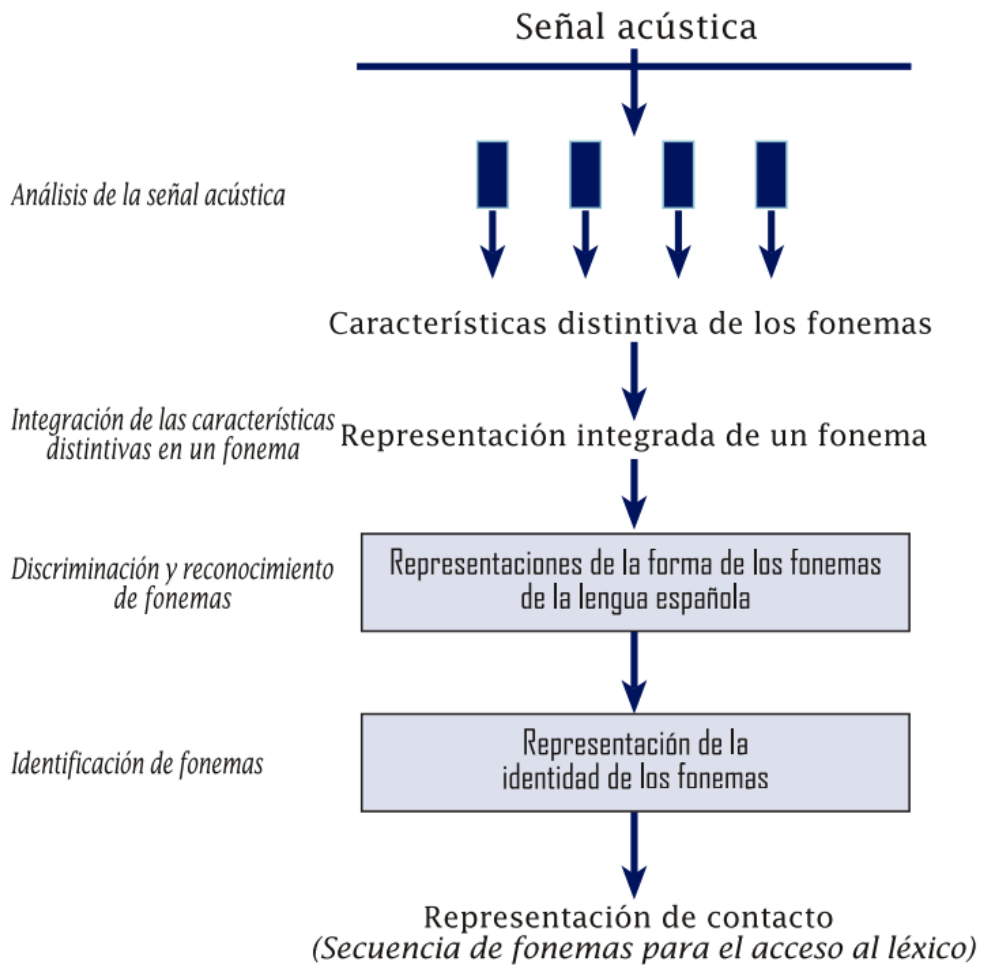 Señal acústica
Análisis de la señal acústica
Características distintiva de los fonemas
Integración de las características
distintivas en un fonema
Representación integrada de un fonema
Discriminación y reconocimiento
de fonemas
Representaciones de la forma de los fonemas
de la lengua española
Identificación de fonemas
Representación de la
identidad de los fonemas
Representación de contacto
(Secuencia de fonemas para el acceso al léxico)